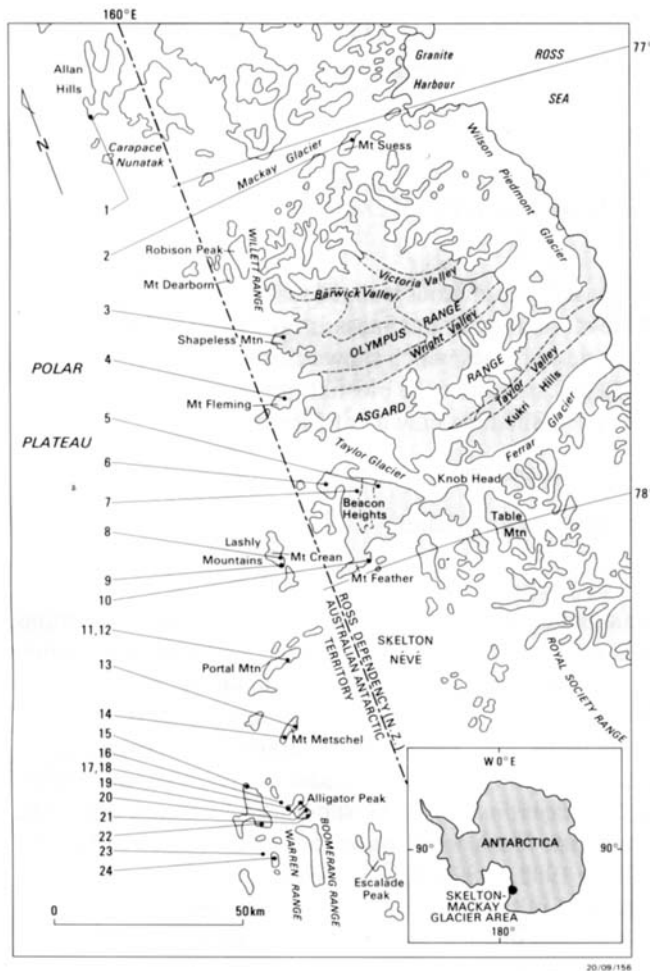 160°E
77°
Allan
Hills
Granite
Harbour
ROSS
SEA
N
Carapace
Nunatak
Mackay Glacier
Mt Suess
Wilson Piedmont Glacier
1
2
Robison Peak
WILLETT RANGE
Mt Dearborn
Victoria Valley
Barwick Valley
3
Shapeless Mtn
OLYMPUS RANGE
Wright Valley
4
POLAR
PLATEAU
Mt Fleming
ASGARD RANGE
Taylor Valley
Kukri Hills
Ferrar Glacier
5
Taylor Glacier
6
7
Knob Head
Beacon
Heights
78°
Table
Mtn
8
Lashly
Mountains
Mt Crean
9
10
Mt Feather
ROSS DEPENDENCY (N.Z.)
AUSTRALIAN ANTARCTIC
TERRITORY
11,12
SKELTON
NÉVÉ
Portal Mtn
13
ROYAL SOCIETY RANGE
14
Mt Metschel
15
16
17,18
19
20
Alligator Peak
21
22
23
24
WARREN RANGE
BOOMERANG RANGE
Escalade
Peak
0
50km
W 0° E
ANTARCTICA
90°
90°
SKELTON-
MACKAY
GLACIER AREA
180°
20/09/156